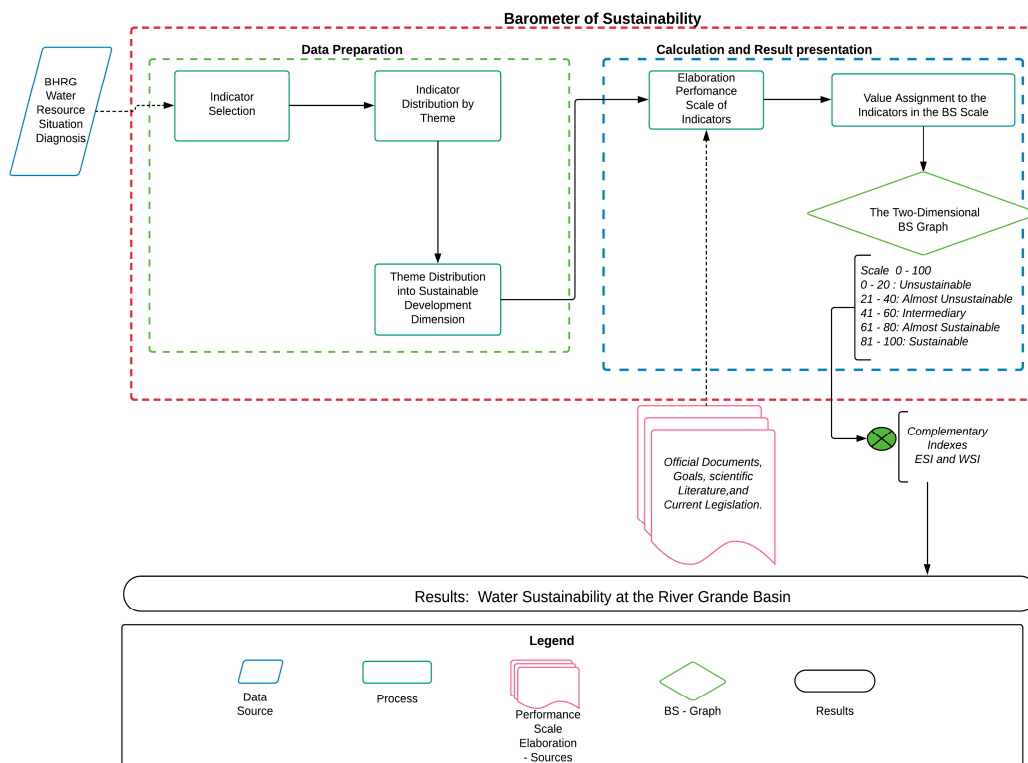 Barometer of Sustainability
Data Preparation
Calculation and Result presentation
BHRG
Water
Resource
Situation
Diagnosis
Indicator
Selection
Indicator
Distribution by
Theme
Theme Distribution
into Sustainable
Development
Dimension
Elaboration
Perfomance
Scale of
Indicators
Value Assignment to the
Indicators in the BS Scale
The Two-Dimensional
BS Graph
Scale 0 - 100
0 - 20 : Unsustainable
21 - 40: Almost Unsustainable
41 - 60: Intermediary
61 - 80: Almost Sustainable
81 - 100: Sustainable
Complementary
Indexes
ESI and WSI
Official Documents,
Goals, scientific
Literature,and
Current Legislation.
Results: Water Sustainability at the River Grande Basin
Legend
Data
Source
Process
Performance
Scale
Elaboration
- Sources
BS - Graph
Results